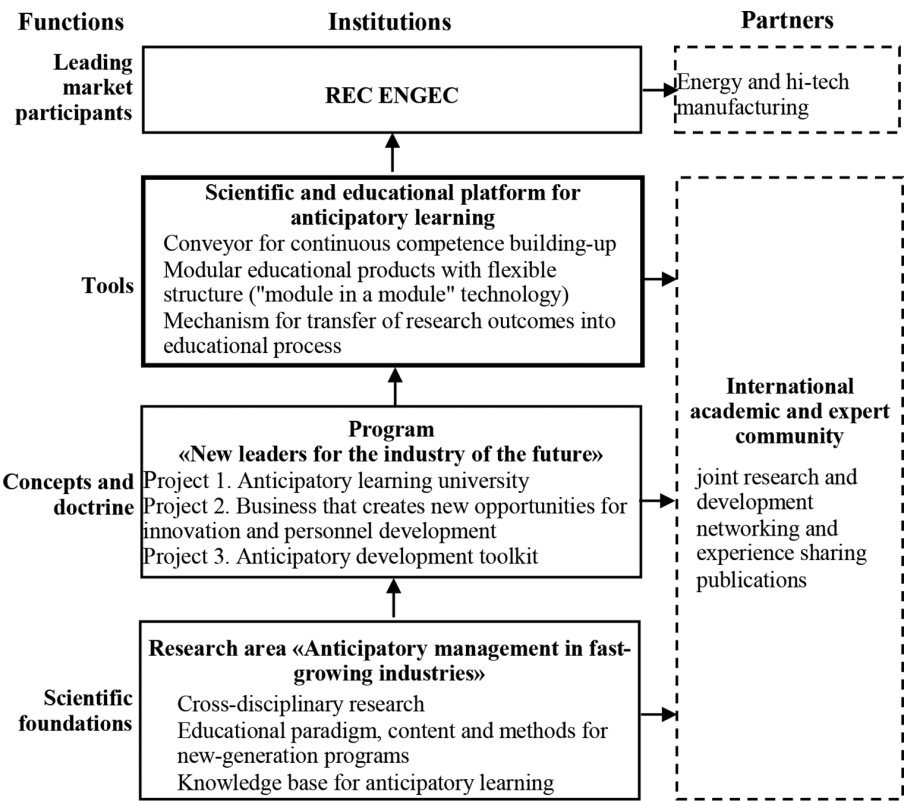 Functions
Institutions
Partners
Leading
market
participants
REC ENGEC
Energy and hi-tech
manufacturing
Tools
Scientific and educational platform for
anticipatory learning
Conveyor for continuous competence building-up
Modular educational products with flexible
structure ("module in a module" technology)
Mechanism for transfer of research outcomes into
educational process
Concepts and
doctrine
Program
«New leaders for the industry of the future»
Project 1. Anticipatory learning university
Project 2. Business that creates new opportunities for
innovation and personnel development
Project 3. Anticipatory development toolkit
Scientific
foundations
Research area «Anticipatory management in fast-
growing industries»
Cross-disciplinary research
Educational paradigm, content and methods for
new-generation programs
Knowledge base for anticipatory learning
International
academic and expert
community
joint research and
development
networking and
experience sharing
publications